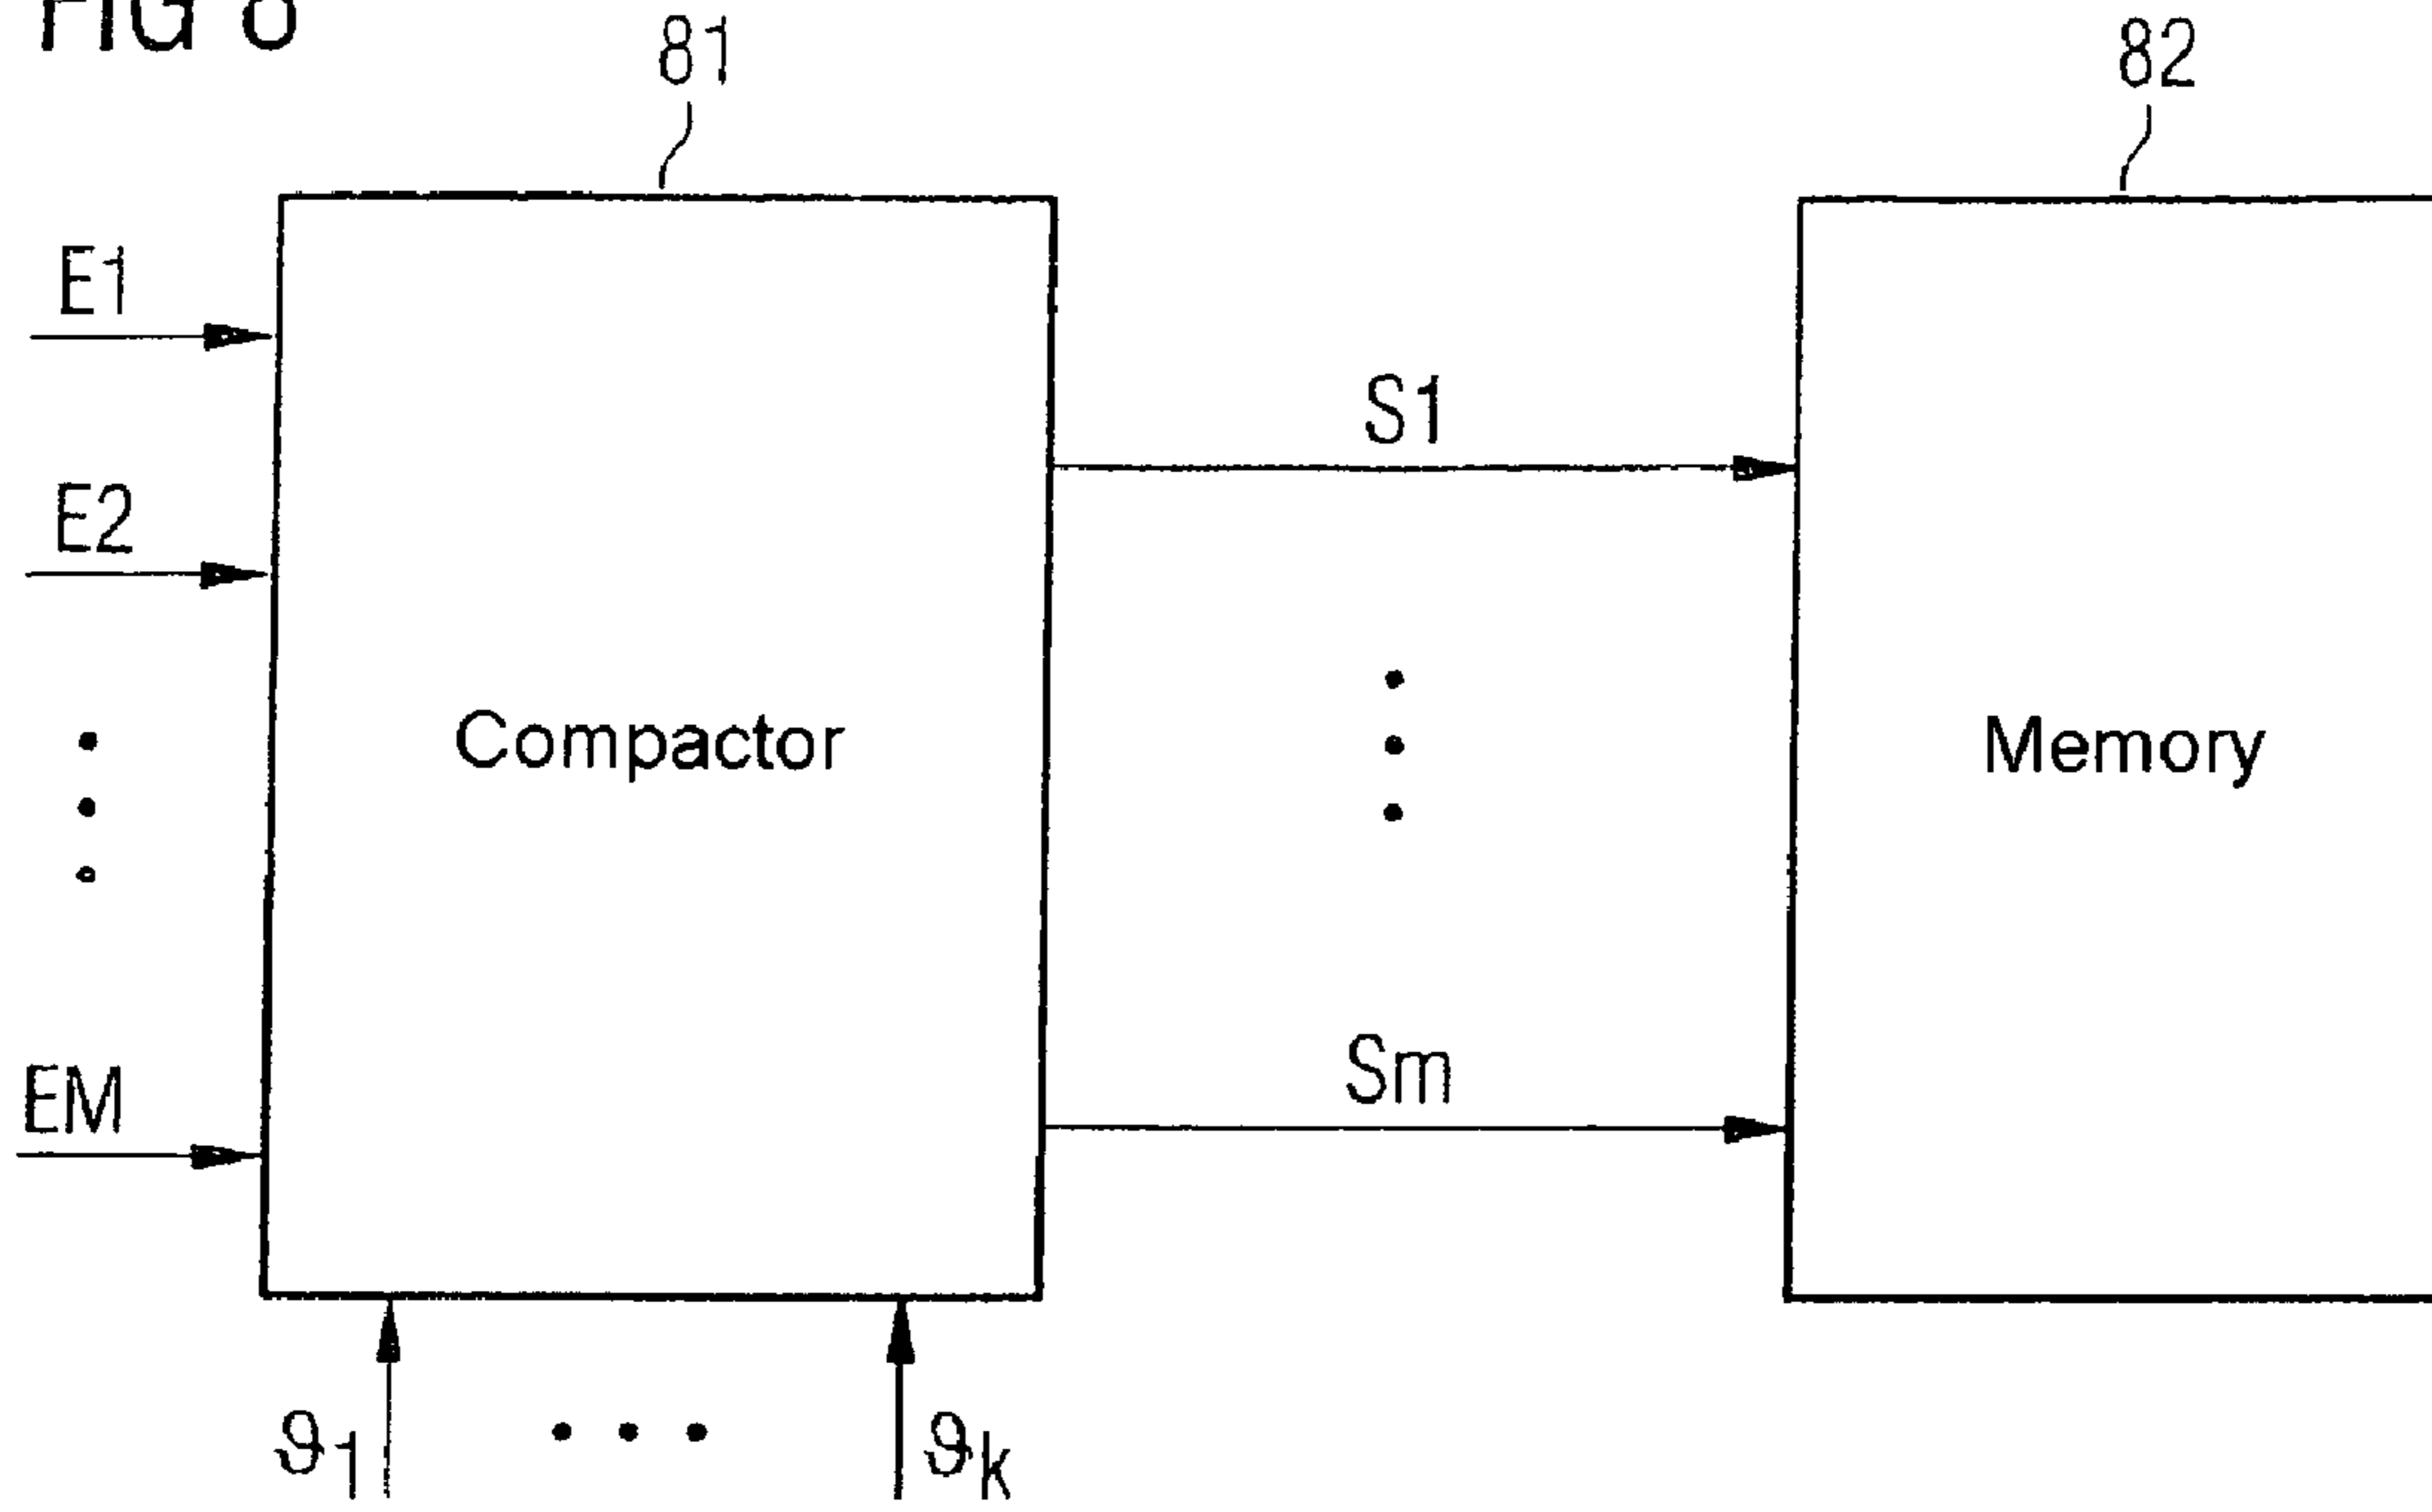 FIG 8
81
82
E1
S1
E2
Compactor
Memory
Sm
EM
ϑ1
ϑk